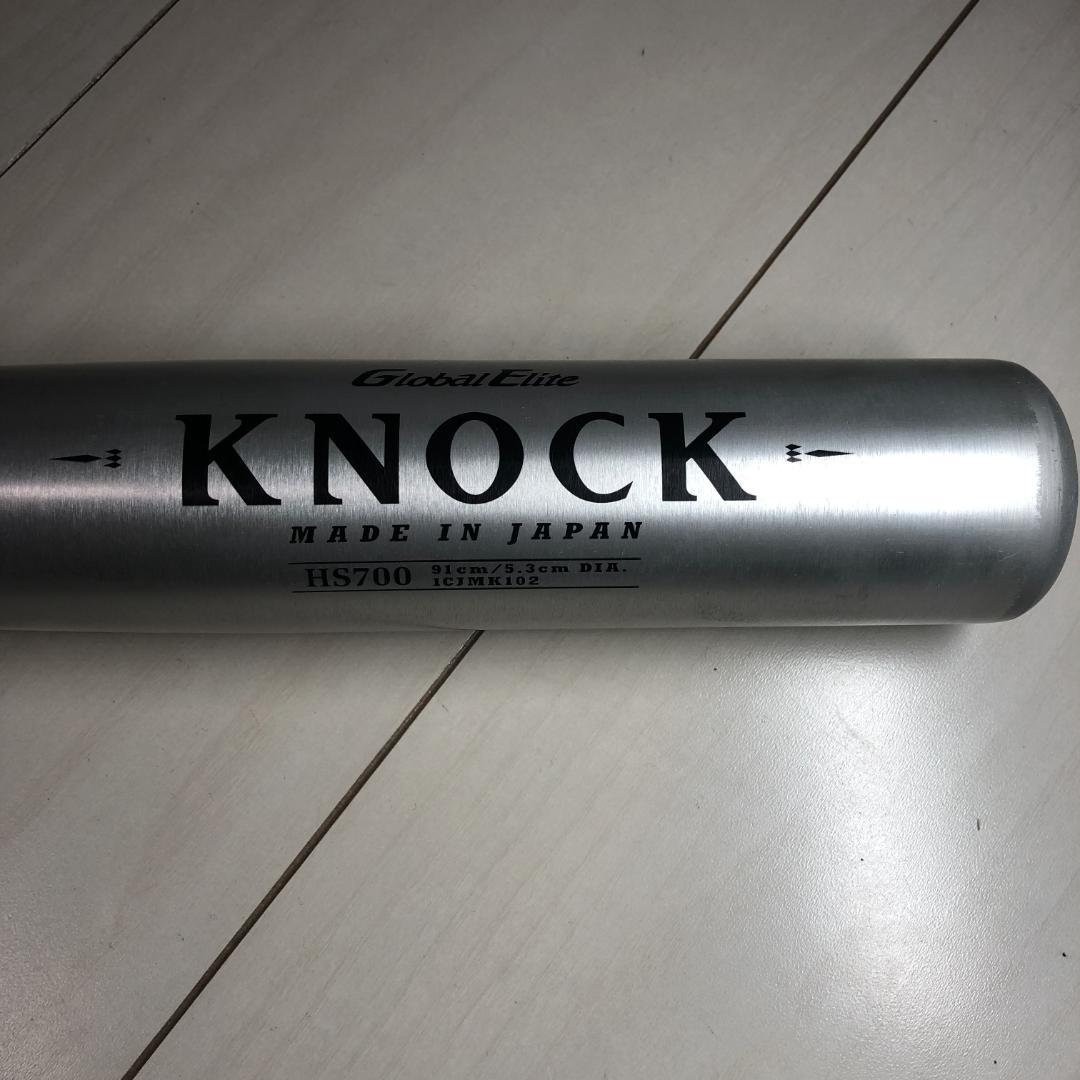 Global Elite
KNOCK
MADE IN JAPAN
HS700 91cm/5.3cm DIA.
1CJMK102